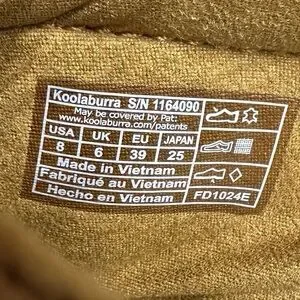 Koolaburra S/N 1164090
May be covered by Pat:
www.koolaburra.com/patents
USA UK EU JAPAN
8 6 39 25
Made in Vietnam
Fabriqué au Vietnam
Hecho en Vietnam
FD1024E